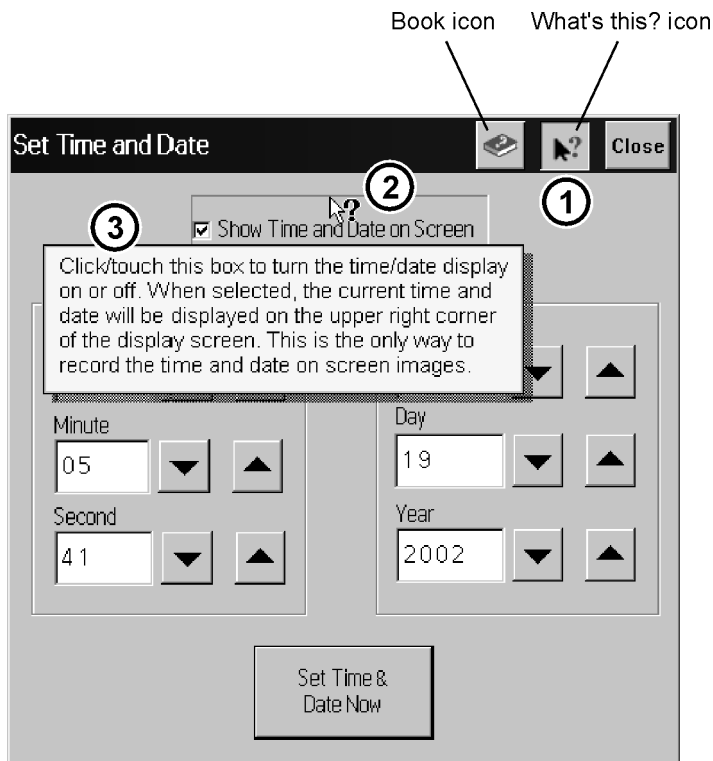 Book icon What's this? icon
Set Time and Date ? ? Close
1
2
?
3
Show Time and Date on Screen
Click/touch this box to turn the time/date display
on or off. When selected, the current time and
date will be displayed on the upper right corner
of the display screen. This is the only way to
record the time and date on screen images.
Minute
05
Second
41
Day
19
Year
2002
Set Time &
Date Now